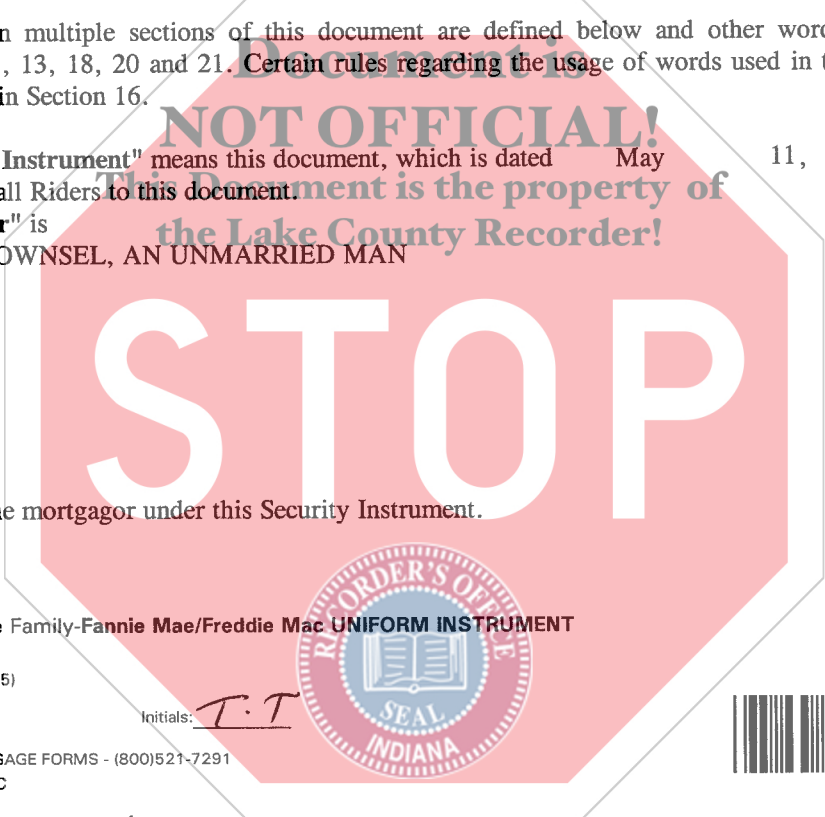 n multiple sections of this document are defined below and other word
, 13, 18, 20 and 21. Certain rules regarding the usage of words used in t
in Section 16.
Document is
NOT OFFICIAL!
Instrument" means this document, which is dated May 11,
all Riders to this document.
This Document is the property of
r" is
the Lake County Recorder!
OWNSEL, AN UNMARRIED MAN
STOP
e mortgagor under this Security Instrument.
RECORDER'S OFFICE
e Family-Fannie Mae/Freddie Mac UNIFORM INSTRUMENT
5)
Initials: T.T
SEAL
INDIANA
GAGE FORMS - (800)521-7291
C